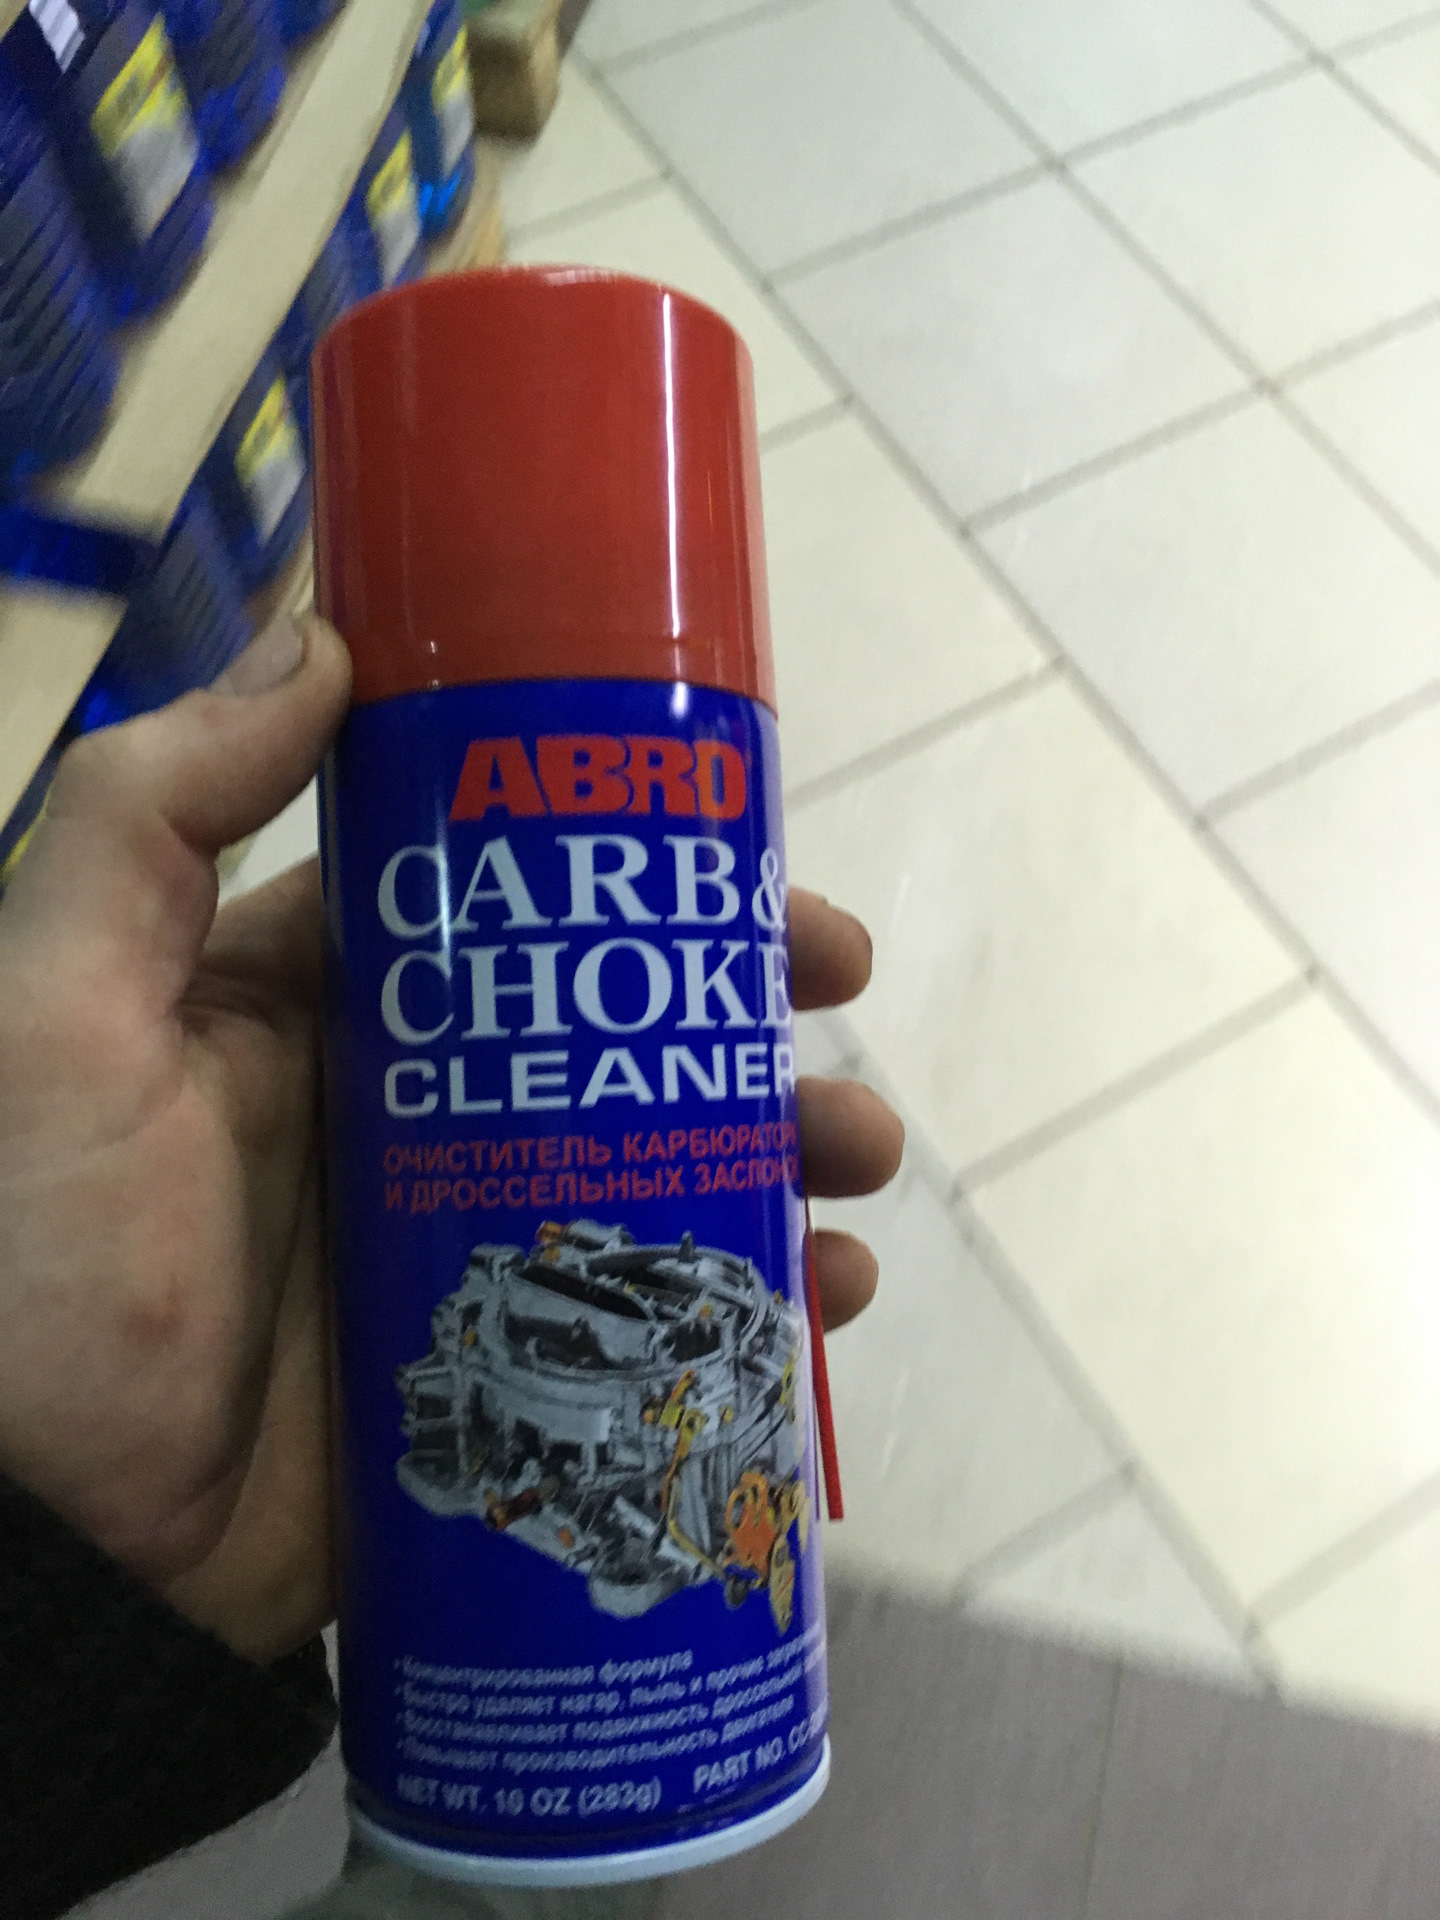 ABRO
CARB &
CHOKE
CLEANER
ОЧИСТИТЕЛЬ КАРБЮРАТОРА
И ДРОССЕЛЬНЫХ ЗАСЛОНОК
• Концентрированная формула
• Быстро удаляет нагар, пыль и прочие
• Восстанавливает подвижность дроссельной
• Повышает производительность двигателя
NET WT. 10 OZ (283g) PART NO.